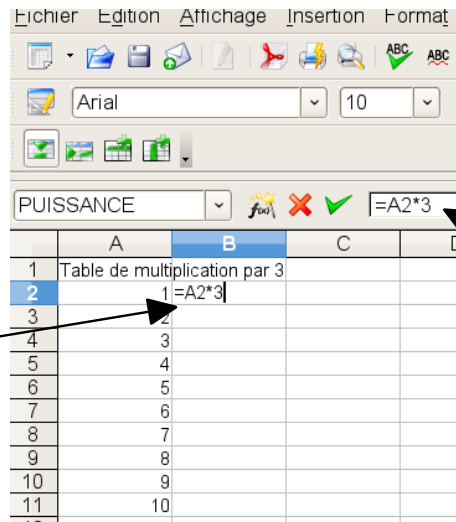 Fichier Edition Affichage Insertion Format
ABC ABC
Arial 10
PUISSANCE f(x) =A2*3
A B C
1 Table de multiplication par 3
2 1 =A2*3
3 2
4 3
5 4
6 5
7 6
8 7
9 8
10 9
11 10